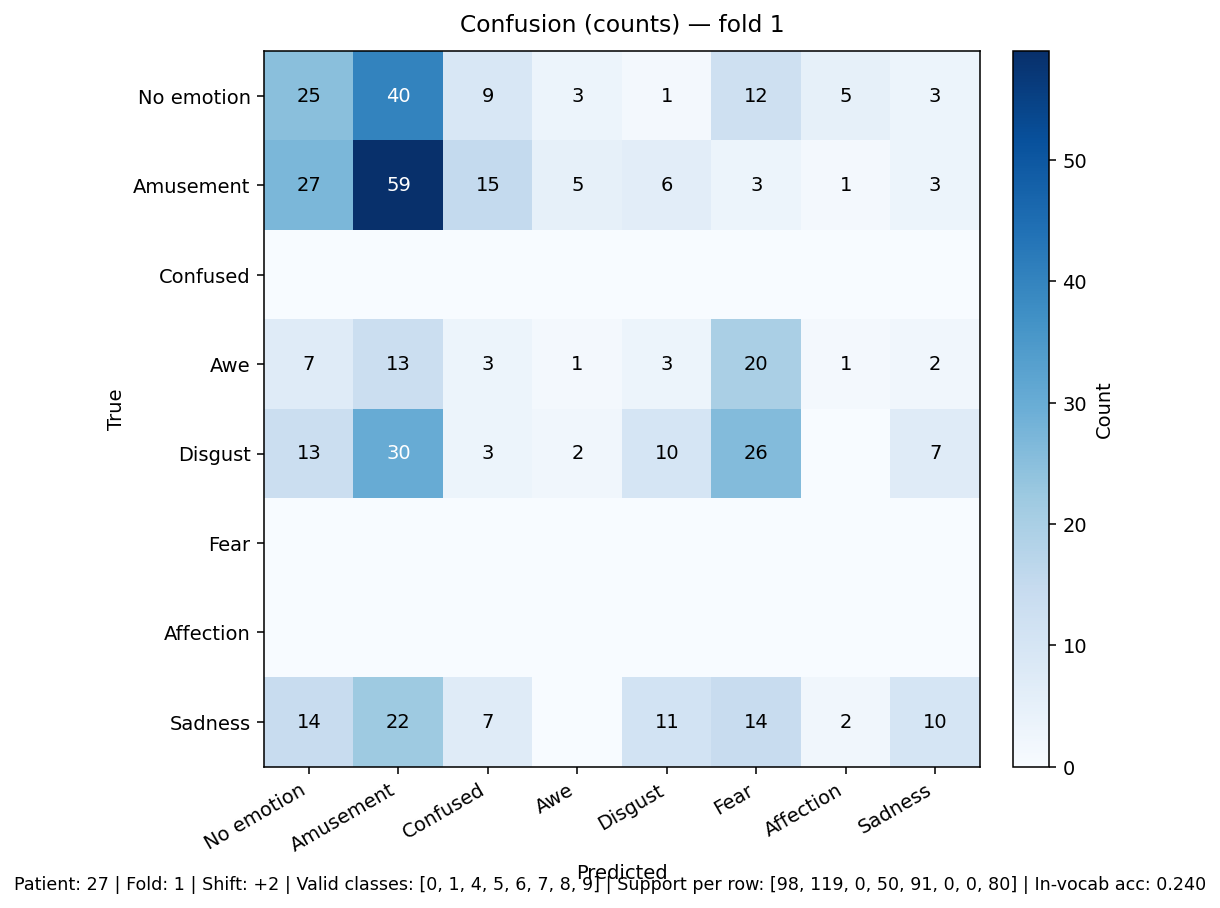 Confusion (counts) — fold 1
No emotion 25 40 9 3 1 12 5 3
Amusement 27 59 15 5 6 3 1 3
Confused
Awe 7 13 3 1 3 20 1 2
Disgust 13 30 3 2 10 26 7
Fear
Affection
Sadness 14 22 7 11 14 2 10
True
No emotion Amusement Confused Awe Disgust Fear Affection Sadness
Predicted
50
40
30
20
10
0
Count
Patient: 27 | Fold: 1 | Shift: +2 | Valid classes: [0, 1, 4, 5, 6, 7, 8, 9] | Support per row: [98, 119, 0, 50, 91, 0, 0, 80] | In-vocab acc: 0.240